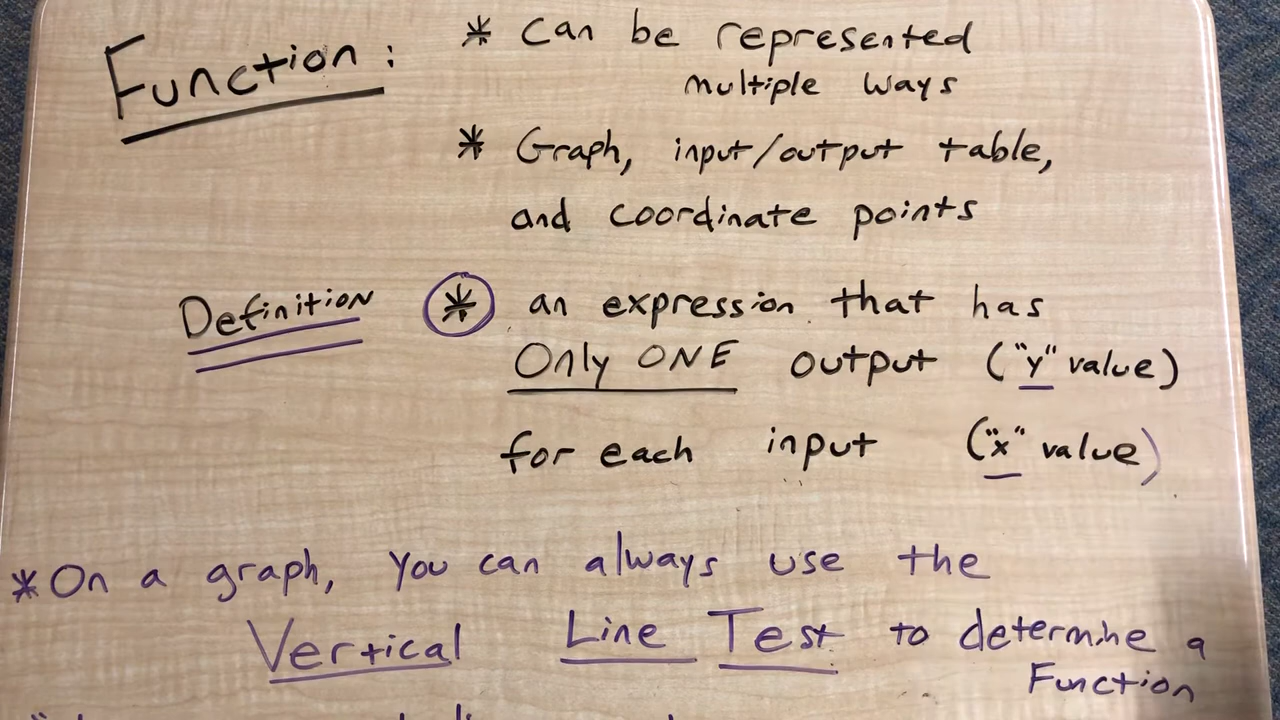 Function:
* Can be represented
multiple ways
* Graph, input/output table,
and coordinate points
Definition * an expression that has
Only ONE output ("y" value)
for each input ("x" value)
* On a graph, you can always use the
Vertical Line Test to determine a
Function